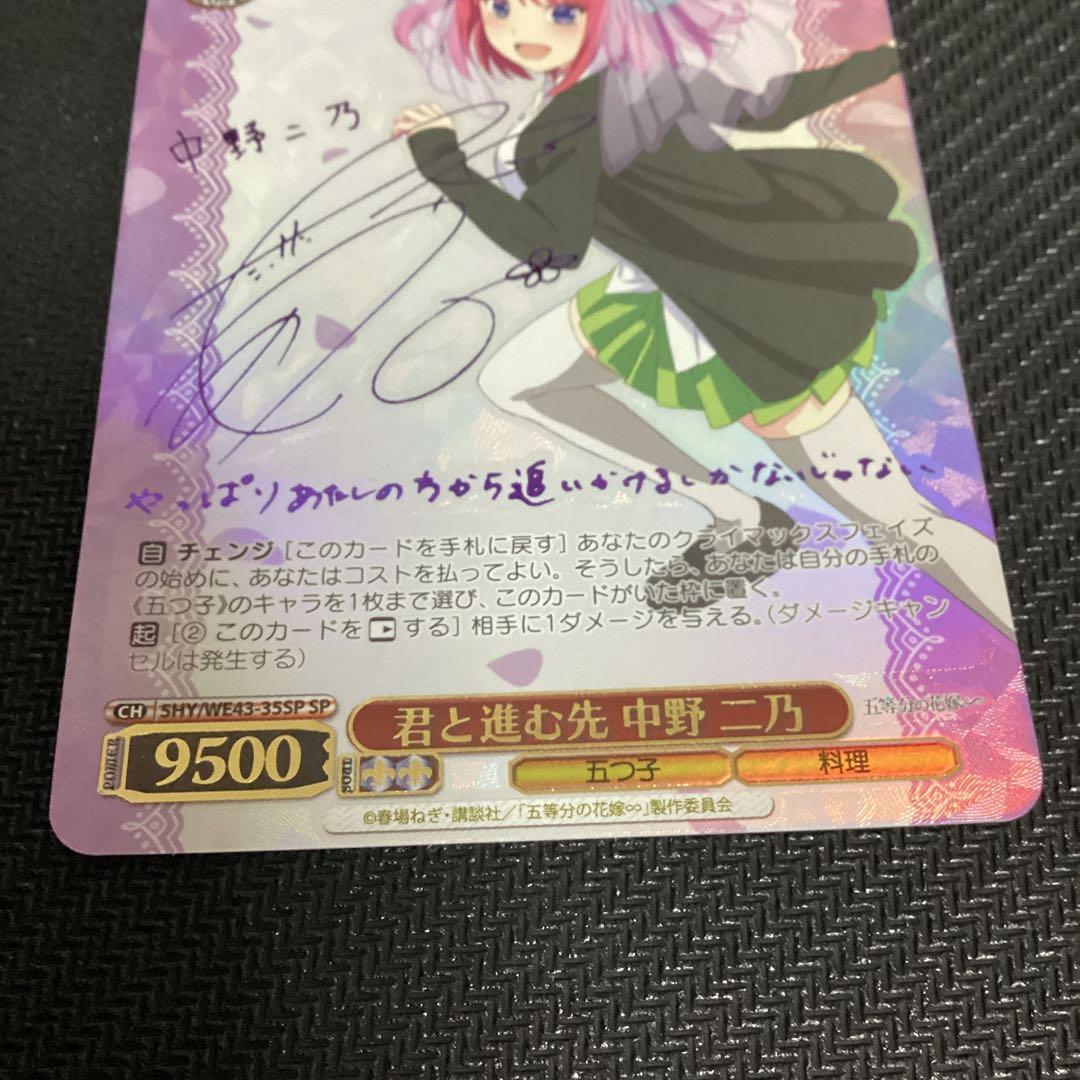 中野二乃
やっぱりあたしの方から追いかけるしかないじゃない
自 チェンジ [このカードを手札に戻す] あなたのクライマックスフェイズ
の始めに、あなたはコストを払ってよい。そうしたら、あなたは自分の手札の
《五つ子》のキャラを1枚まで選び、このカードがいた枠に置く。
起 [② このカードを する] 相手に1ダメージを与える。(ダメージキャン
セルは発生する)
CH 5HY/WE43-35SP SP
君と進む先 中野 二乃
五等分の花嫁∽
POWER 9500 SOUL 五つ子 料理
©春場ねぎ・講談社/「五等分の花嫁∽」製作委員会